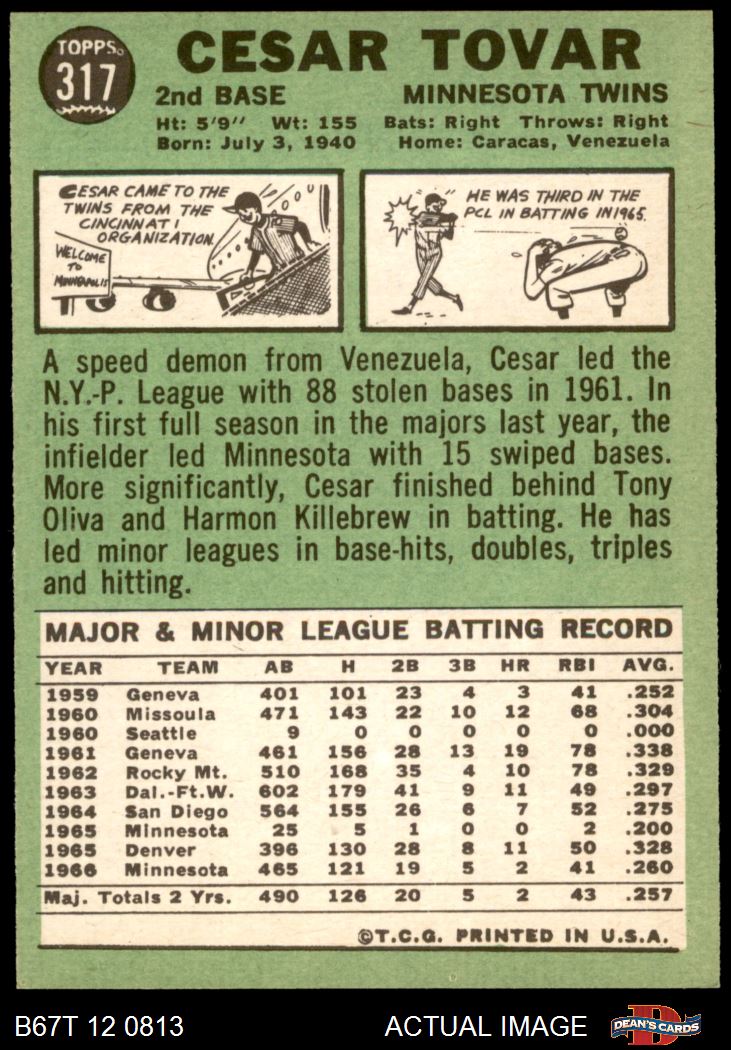 TOPPS®
317
CESAR TOVAR
2nd BASE MINNESOTA TWINS
Ht: 5'9" Wt: 155 Bats: Right Throws: Right
Born: July 3, 1940 Home: Caracas, Venezuela
CESAR CAME TO THE
TWINS FROM THE
CINCINNATI
ORGANIZATION.
WELCOME
TO
MINNEAPOLIS
HE WAS THIRD IN THE
PCL IN BATTING IN 1965.
A speed demon from Venezuela, Cesar led the
N.Y.-P. League with 88 stolen bases in 1961. In
his first full season in the majors last year, the
infielder led Minnesota with 15 swiped bases.
More significantly, Cesar finished behind Tony
Oliva and Harmon Killebrew in batting. He has
led minor leagues in base-hits, doubles, triples
and hitting.
MAJOR & MINOR LEAGUE BATTING RECORD
YEAR TEAM AB H 2B 3B HR RBI AVG.
1959 Geneva 401 101 23 4 3 41 .252
1960 Missoula 471 143 22 10 12 68 .304
1960 Seattle 9 0 0 0 0 0 .000
1961 Geneva 461 156 28 13 19 78 .338
1962 Rocky Mt. 510 168 35 4 10 78 .329
1963 Dal.-Ft.W. 602 179 41 9 11 49 .297
1964 San Diego 564 155 26 6 7 52 .275
1965 Minnesota 25 5 1 0 0 2 .200
1965 Denver 396 130 28 8 11 50 .328
1966 Minnesota 465 121 19 5 2 41 .260
Maj. Totals 2 Yrs. 490 126 20 5 2 43 .257
©T.C.G. PRINTED IN U.S.A.
B67T 12 0813 ACTUAL IMAGE
D
DEAN'S CARDS